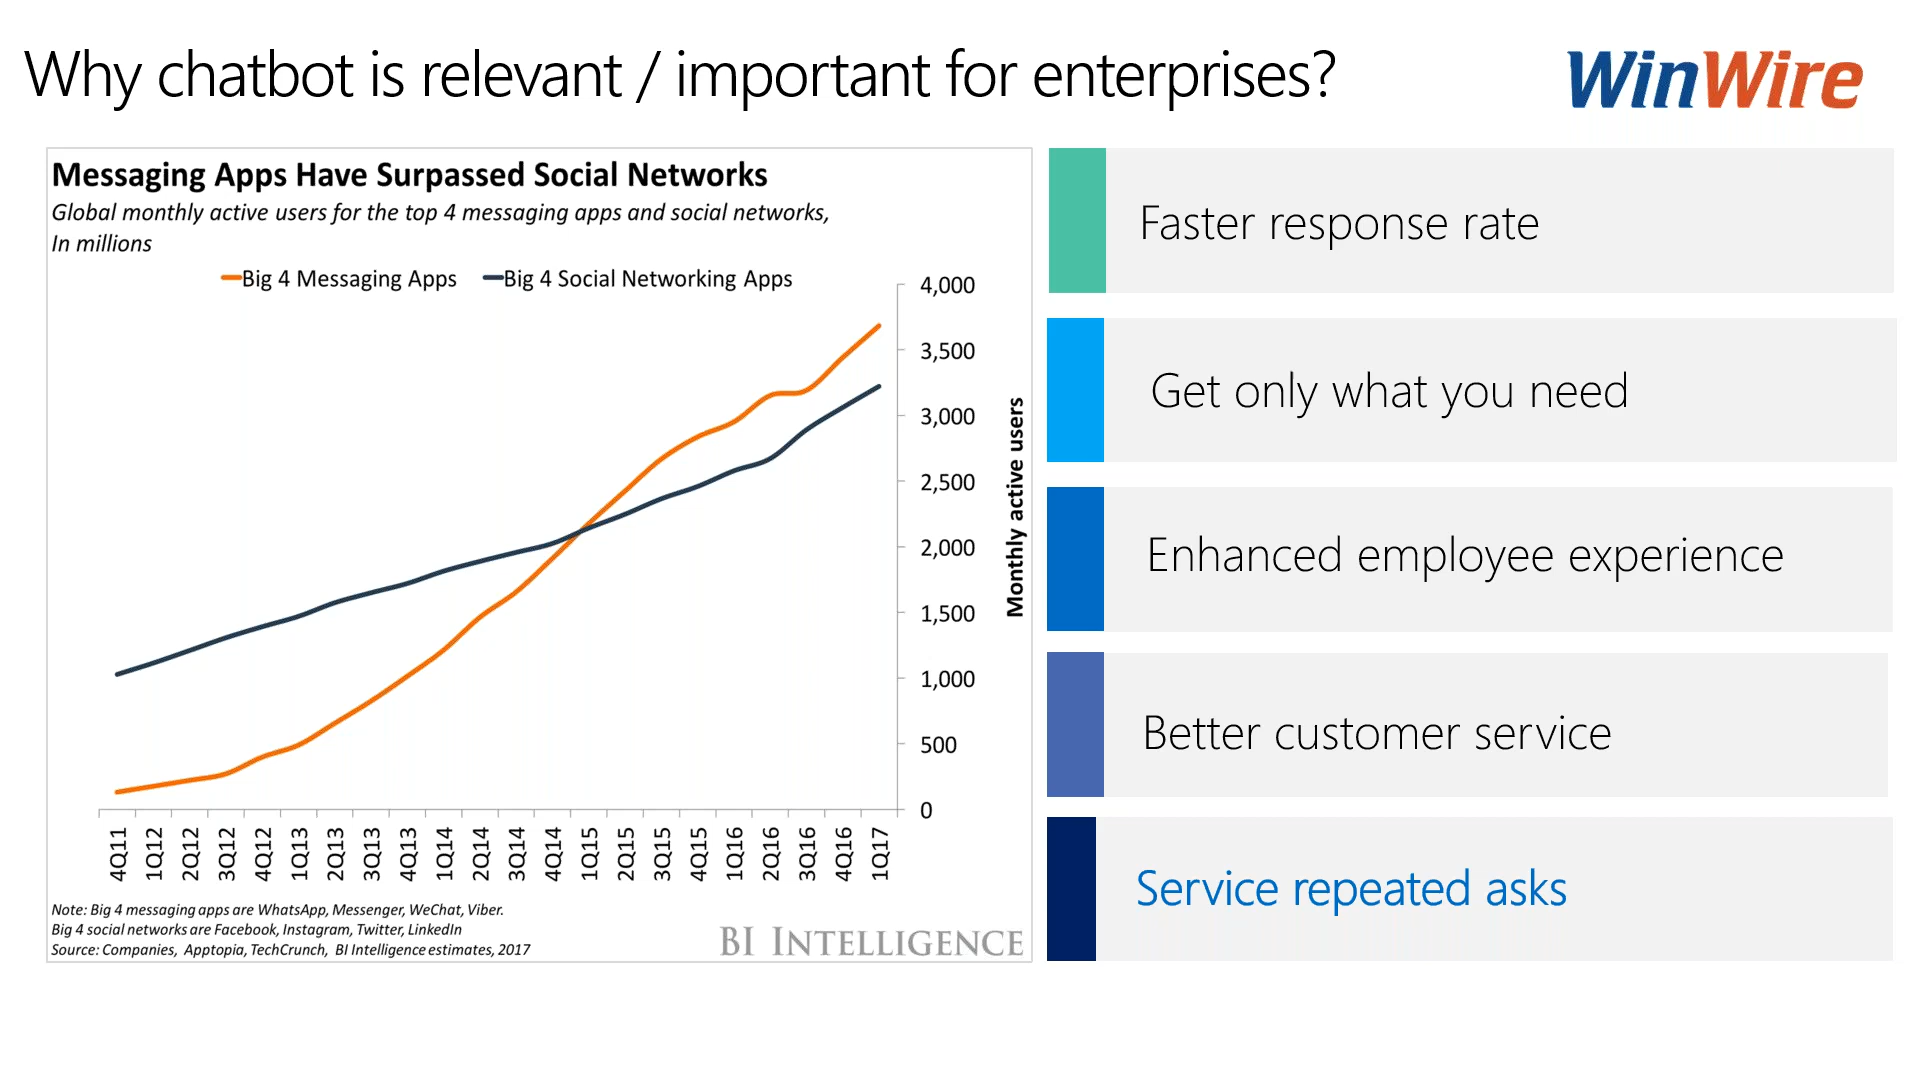 Why chatbot is relevant / important for enterprises?
WinWire
Messaging Apps Have Surpassed Social Networks
Global monthly active users for the top 4 messaging apps and social networks,
In millions
Big 4 Messaging Apps
Big 4 Social Networking Apps
4,000
3,500
3,000
2,500
2,000
1,500
1,000
500
0
Monthly active users
4Q11
1Q12
2Q12
3Q12
4Q12
1Q13
2Q13
3Q13
4Q13
1Q14
2Q14
3Q14
4Q14
1Q15
2Q15
3Q15
4Q15
1Q16
2Q16
3Q16
4Q16
1Q17
Note: Big 4 messaging apps are WhatsApp, Messenger, WeChat, Viber.
Big 4 social networks are Facebook, Instagram, Twitter, LinkedIn
Source: Companies, Apptopia, TechCrunch, BI Intelligence estimates, 2017
BI INTELLIGENCE
Faster response rate
Get only what you need
Enhanced employee experience
Better customer service
Service repeated asks